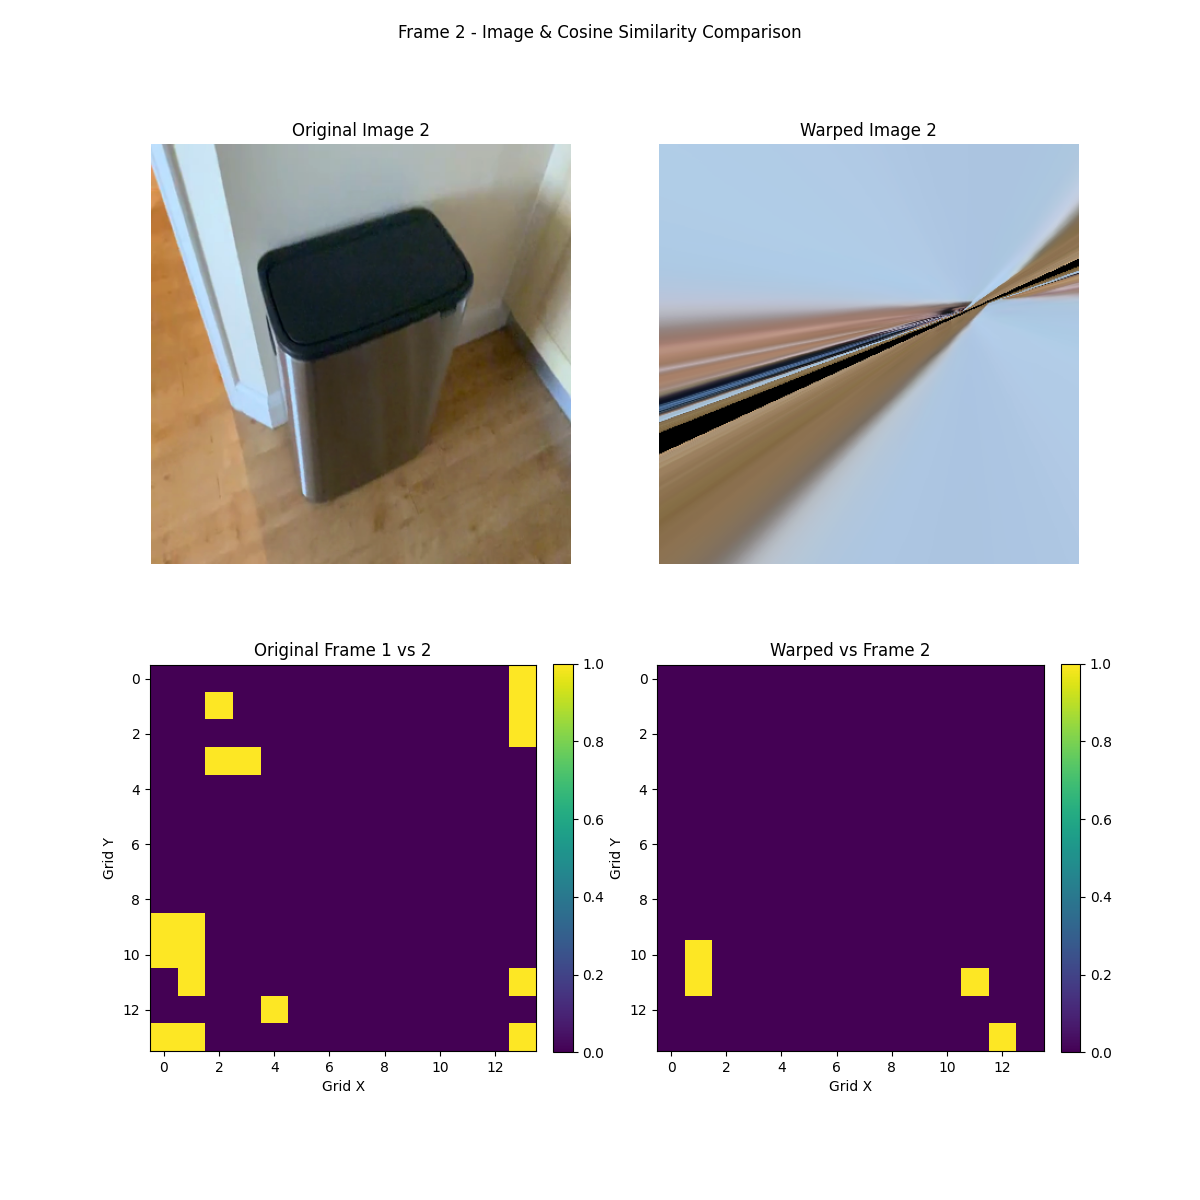 Frame 2 - Image & Cosine Similarity Comparison
Original Image 2
Warped Image 2
Original Frame 1 vs 2
Warped vs Frame 2
0
2
4
6
8
10
12
Grid Y
0 2 4 6 8 10 12
Grid X
1.0
0.8
0.6
0.4
0.2
0.0
0
2
4
6
8
10
12
Grid Y
0 2 4 6 8 10 12
Grid X
1.0
0.8
0.6
0.4
0.2
0.0